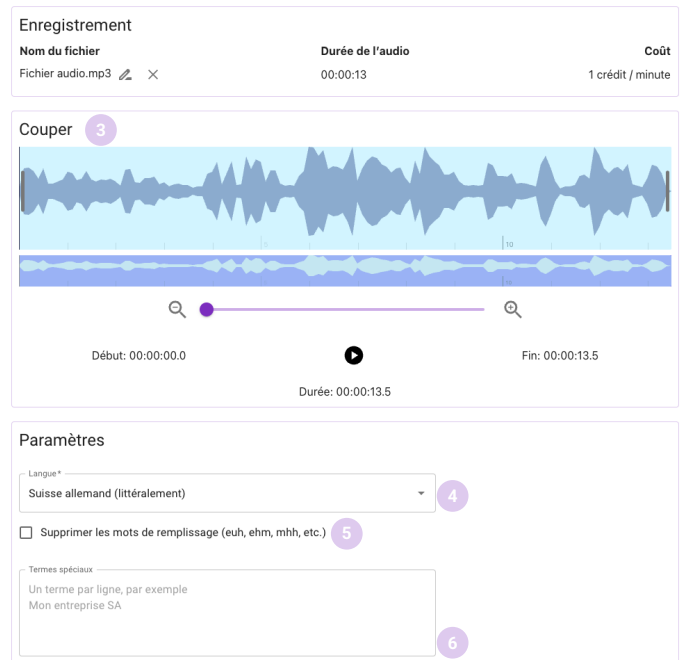 Enregistrement
Nom du fichier Durée de l'audio Coût
Fichier audio.mp3 00:00:13 1 crédit / minute
Couper 3
10
Début: 00:00:00.0 Fin: 00:00:13.5
Durée: 00:00:13.5
Paramètres
Langue*
Suisse allemand (littéralement) 4
Supprimer les mots de remplissage (euh, ehm, mhh, etc.) 5
Termes spéciaux
Un terme par ligne, par exemple
Mon entreprise SA
6